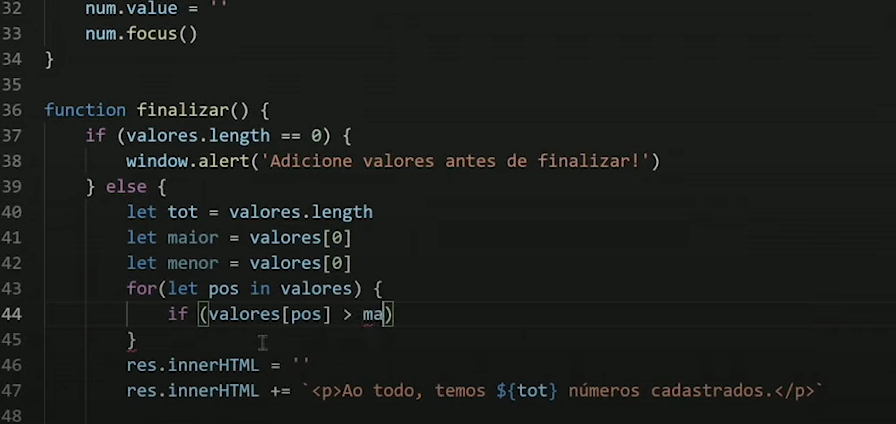 32 num.value = ''
33 num.focus()
34 }
35
36 function finalizar() {
37 if (valores.length == 0) {
38 window.alert('Adicione valores antes de finalizar!')
39 } else {
40 let tot = valores.length
41 let maior = valores[0]
42 let menor = valores[0]
43 for(let pos in valores) {
44 if (valores[pos] > ma)
45 }
46 res.innerHTML = ''
47 res.innerHTML += `<p>Ao todo, temos ${tot} números cadastrados.</p>`
48